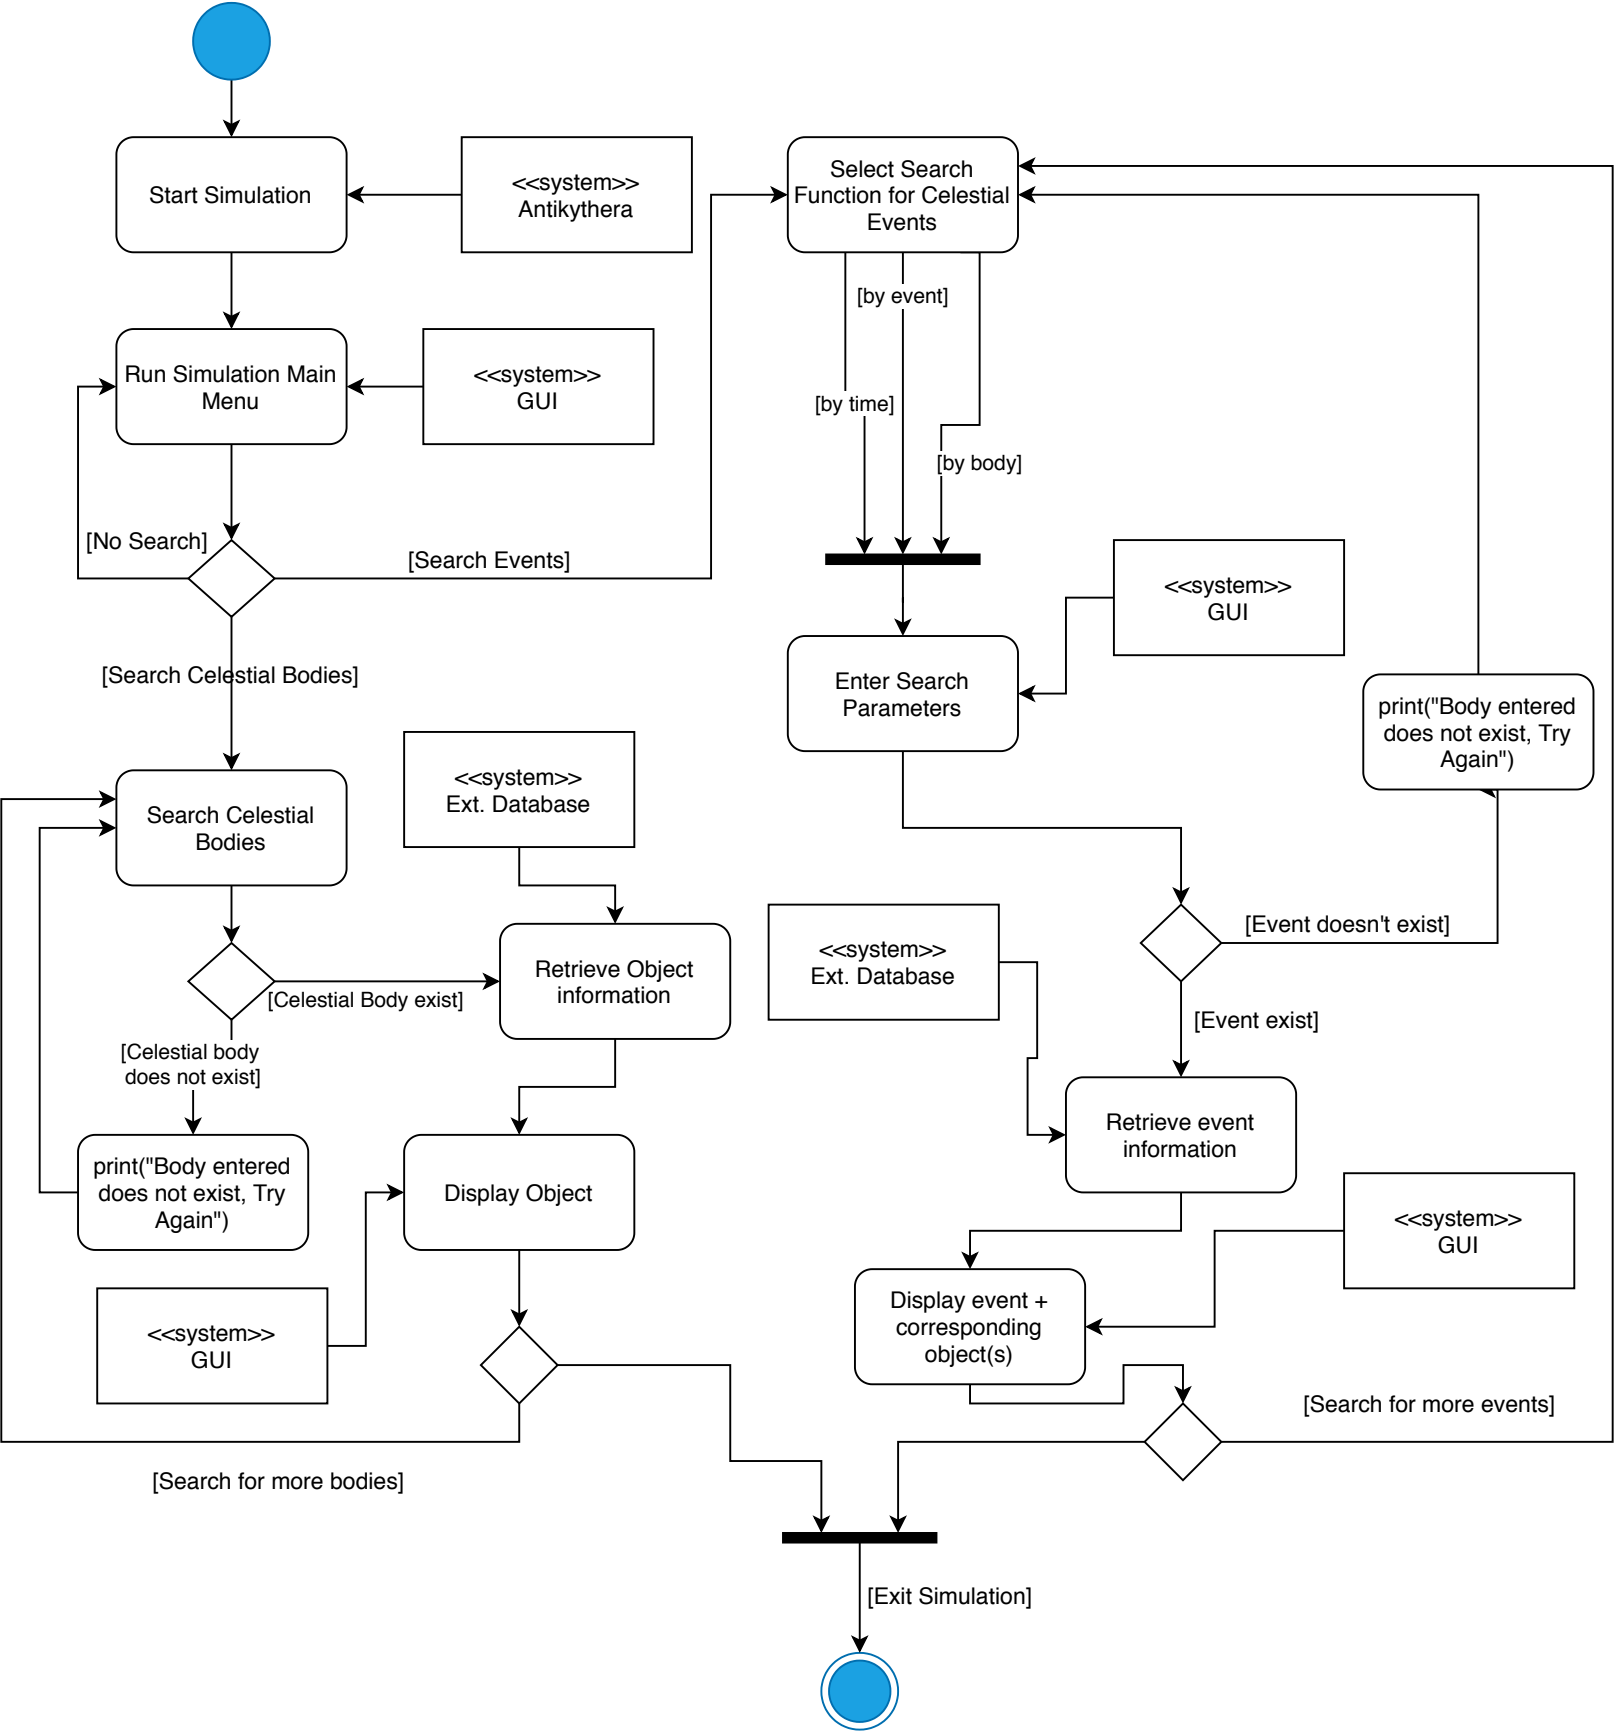 Start Simulation
<<system>>
Antikythera
Select Search
Function for Celestial
Events
[by event]
Run Simulation Main
Menu
<<system>>
GUI
[by time]
[by body]
[No Search]
[Search Events]
<<system>>
GUI
[Search Celestial Bodies]
Enter Search
Parameters
print("Body entered
does not exist, Try
Again")
<<system>>
Ext. Database
Search Celestial
Bodies
[Event doesn't exist]
<<system>>
Ext. Database
Retrieve Object
information
[Celestial Body exist]
[Event exist]
[Celestial body
does not exist]
Retrieve event
information
print("Body entered
does not exist, Try
Again")
Display Object
<<system>>
GUI
Display event +
corresponding
object(s)
<<system>>
GUI
[Search for more events]
[Search for more bodies]
[Exit Simulation]